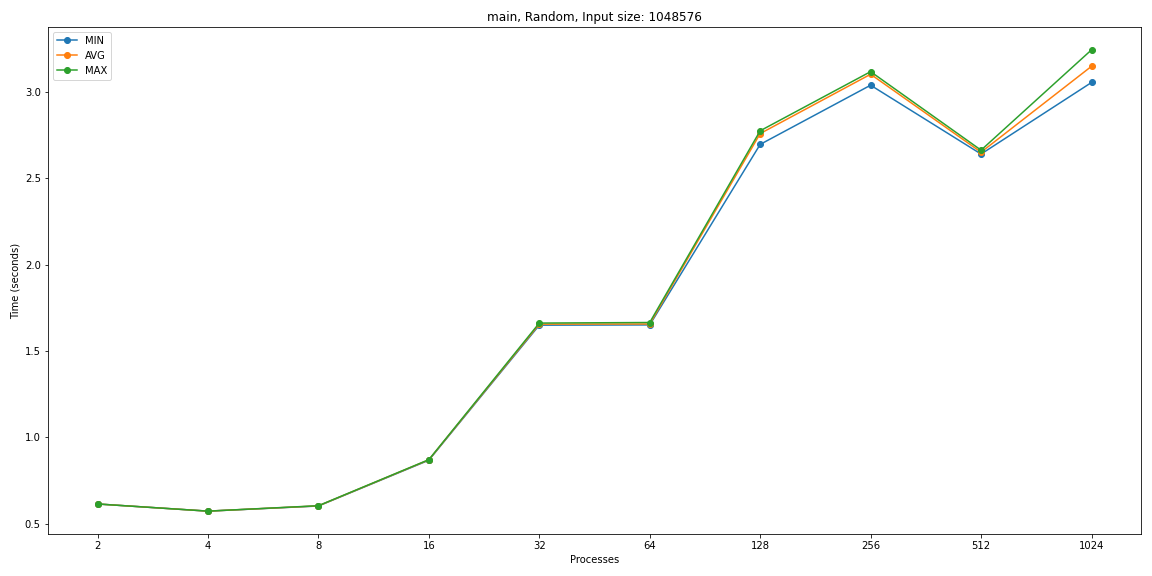 main, Random, Input size: 1048576
MIN
AVG
MAX
Time (seconds)
3.0
2.5
2.0
1.5
1.0
0.5
2 4 8 16 32 64 128 256 512 1024
Processes